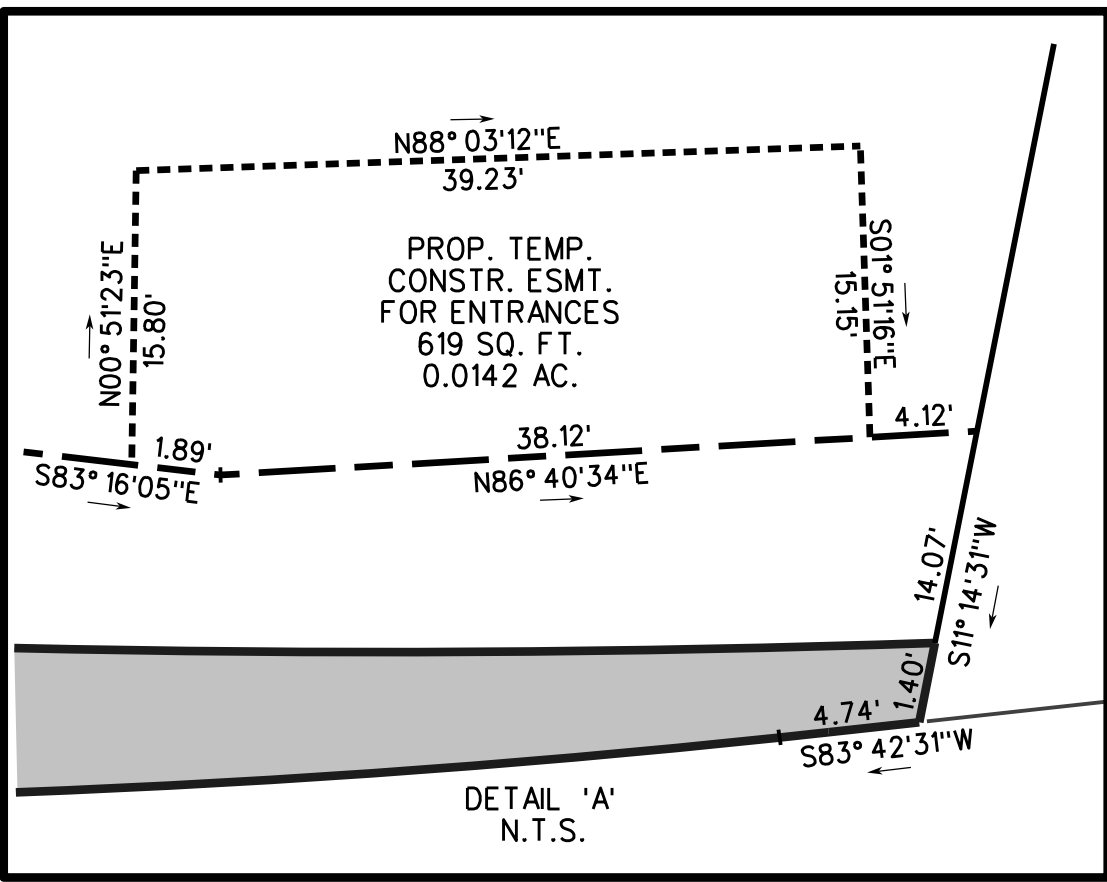 N88° 03'12"E
39.23'
N00° 51'23"E
15.80'
PROP. TEMP.
CONSTR. ESMT.
FOR ENTRANCES
619 SQ. FT.
0.0142 AC.
S01° 51'16"E
15.15'
1.89'
S83° 16'05"E
38.12'
N86° 40'34"E
4.12'
14.07'
S11° 14'31"W
1.40'
4.74'
S83° 42'31"W
DETAIL 'A'
N.T.S.